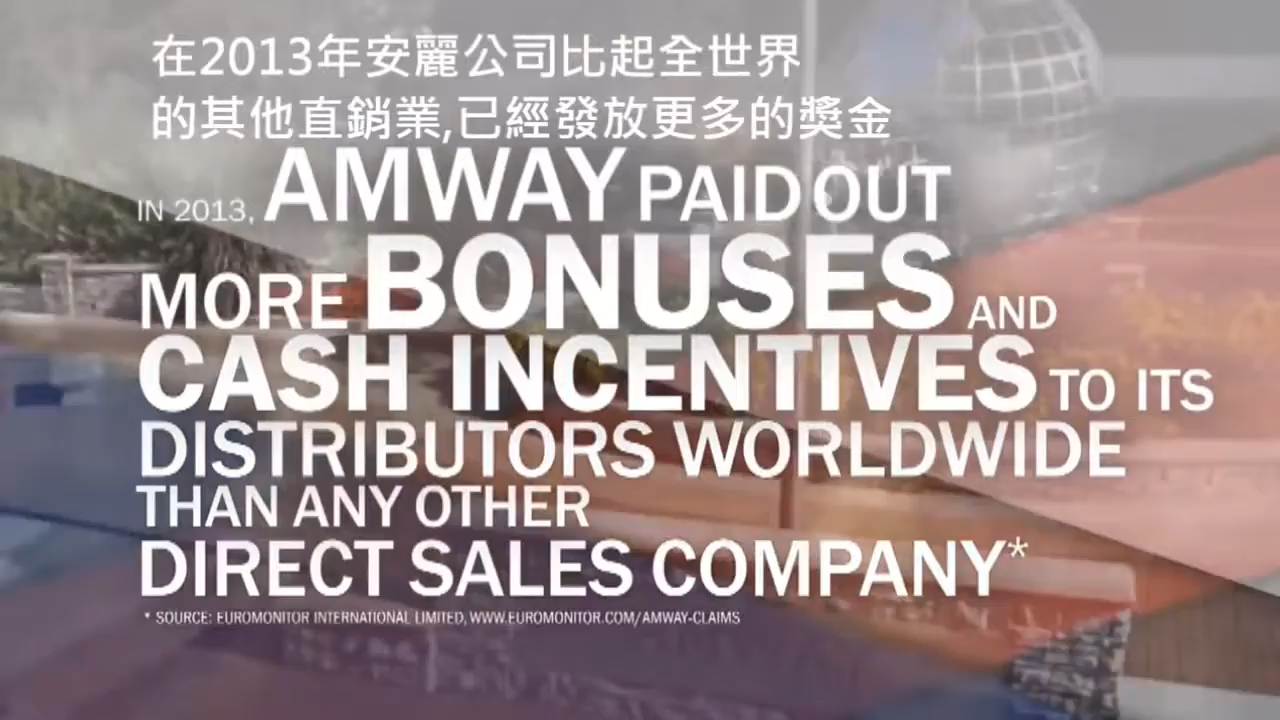 在2013年安麗公司比起全世界
的其他直銷業,已經發放更多的獎金
IN 2013, AMWAY PAID OUT
MORE BONUSES AND
CASH INCENTIVES TO ITS
DISTRIBUTORS WORLDWIDE
THAN ANY OTHER
DIRECT SALES COMPANY*
* SOURCE: EUROMONITOR INTERNATIONAL LIMITED, WWW.EUROMONITOR.COM/AMWAY-CLAIMS